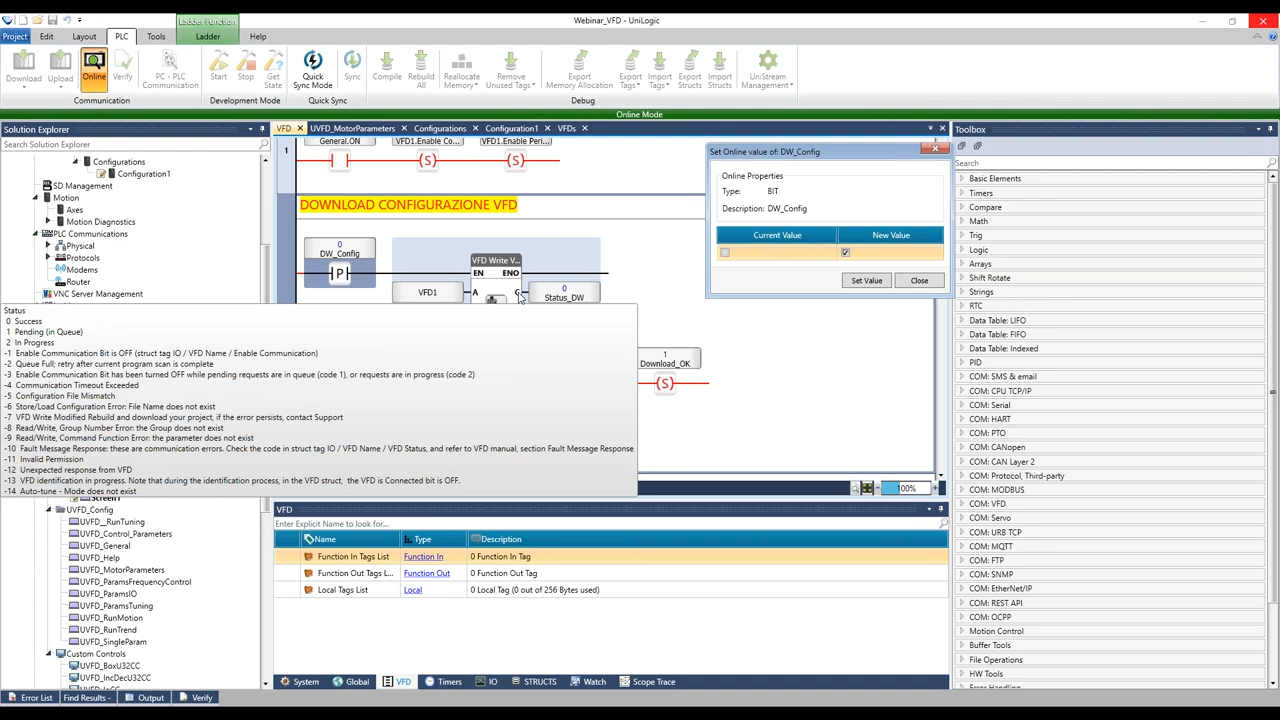 Webinar_VFD - UniLogic
Ladder Function
Project Edit Layout PLC Tools Ladder Help
Download Upload Online Verify PC - PLC Communication Start Stop Get State Quick Sync Mode Sync Compile Rebuild All Reallocate Memory Remove Unused Tags Export Memory Allocation Export Tags Import Tags Export Structs Import Structs UniStream Management
Communication Development Mode Quick Sync Debug
Online Mode
Solution Explorer
Search here...
Configurations
Configuration1
SD Management
Motion
Axes
Motion Diagnostics
PLC Communications
Physical
Protocols
Modems
Router
VNC Server Management
VFD UVFD_MotorParameters Configurations Configuration1 VFDs
1
General.ON VFD1.Enable Co... VFD1.Enable Peri...
(S) (S)
DOWNLOAD CONFIGURAZIONE VFD
0
DW_Config
P
VFD Write V...
EN ENO
VFD1 A C
0
Status_DW
1
Download_OK
(S)
Set Online value of: DW_Config
Online Properties
Type: BIT
Description: DW_Config
Current Value New Value
Set Value Close
Status
0 Success
1 Pending (in Queue)
2 In Progress
-1 Enable Communication Bit is OFF (struct tag IO / VFD Name / Enable Communication)
-2 Queue Full; retry after current program scan is complete
-3 Enable Communication Bit has been turned OFF while pending requests are in queue (code 1), or requests are in progress (code 2)
-4 Communication Timeout Exceeded
-5 Configuration File Mismatch
-6 Store/Load Configuration Error: File Name does not exist
-7 VFD Write Modified Rebuild and download your project, if the error persists, contact Support
-8 Read/Write, Group Number Error: the Group does not exist
-9 Read/Write, Command Function Error: the parameter does not exist
-10 Fault Message Response: these are communication errors. Check the code in struct tag IO / VFD Name / VFD Status, and refer to VFD manual, section Fault Message Response
-11 Invalid Permission
-12 Unexpected response from VFD
-13 VFD identification in progress. Note that during the identification process, in the VFD struct, the VFD is Connected bit is OFF.
-14 Auto-tune - Mode does not exist
100%
Screen1
UVFD_Config
UVFD__RunTuning
UVFD_Control_Parameters
UVFD_General
UVFD_Help
UVFD_MotorParameters
UVFD_ParamsFrequencyControl
UVFD_ParamsIO
UVFD_ParamsTuning
UVFD_RunMotion
UVFD_RunTrend
UVFD_SingleParam
Custom Controls
UVFD_BoxU32CC
UVFD_IncDecU32CC
VFD
Enter Explicit Name to look for...
Name Type Description
Function In Tags List Function In 0 Function In Tag
Function Out Tags L... Function Out 0 Function Out Tag
Local Tags List Local 0 Local Tag (0 out of 256 Bytes used)
System Global VFD Timers IO STRUCTS Watch Scope Trace
Toolbox
Search
Basic Elements
Timers
Compare
Math
Trig
Logic
Arrays
Shift Rotate
Strings
RTC
Data Table: LIFO
Data Table: FIFO
Data Table: Indexed
PID
COM: SMS & email
COM: CPU TCP/IP
COM: Serial
COM: HART
COM: PTO
COM: CANopen
COM: CAN Layer 2
COM: Protocol, Third-party
COM: MODBUS
COM: VFD
COM: Servo
COM: URB TCP
COM: MQTT
COM: FTP
COM: SNMP
COM: EtherNet/IP
COM: REST API
COM: OCPP
Motion Control
File Operations
HW Tools
Error List Find Results - Output Verify